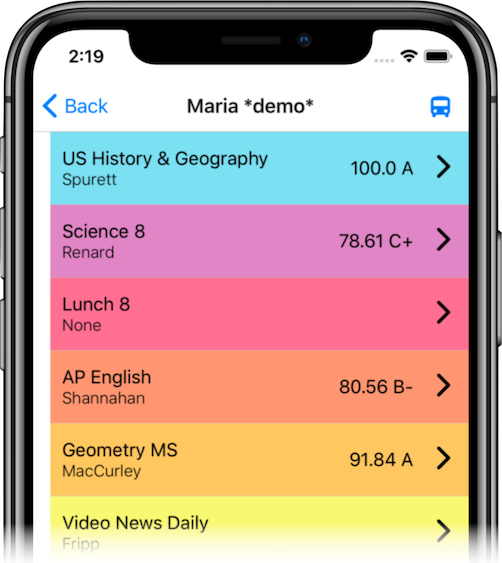 2:19
Back
Maria *demo*
US History & Geography
Spurett
100.0 A
Science 8
Renard
78.61 C+
Lunch 8
None
AP English
Shannahan
80.56 B-
Geometry MS
MacCurley
91.84 A
Video News Daily
Fripp